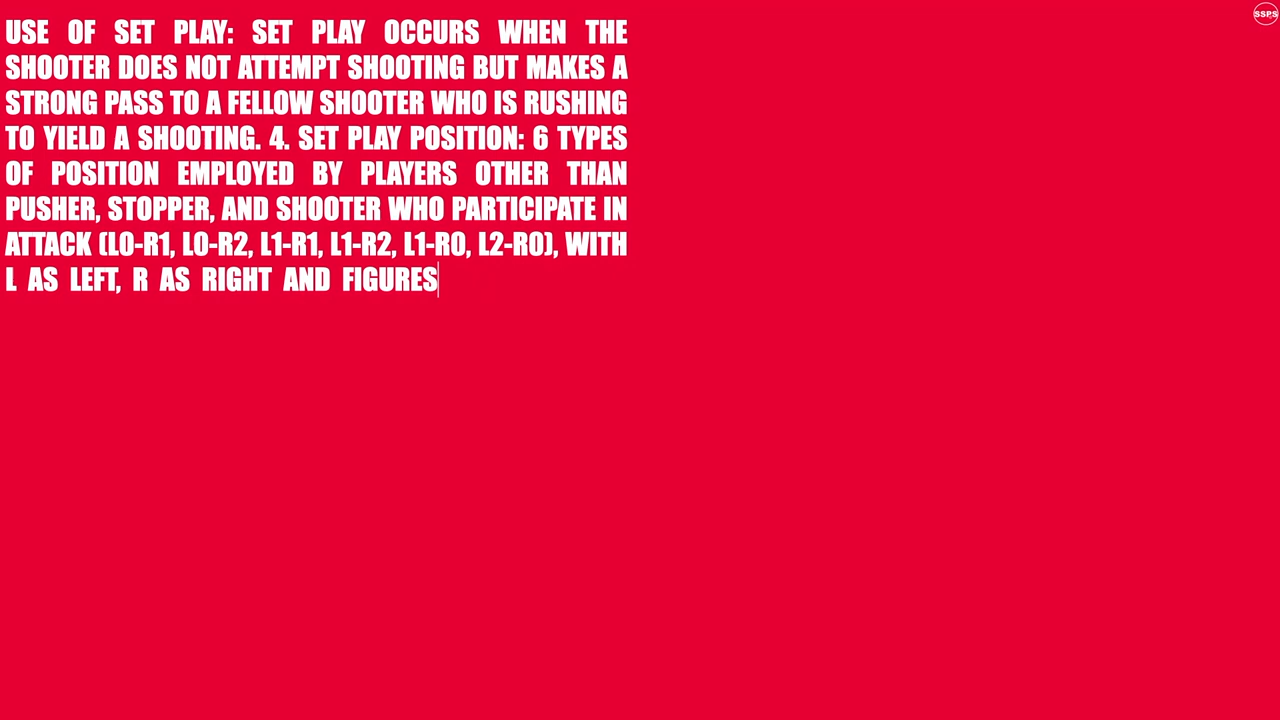 USE OF SET PLAY: SET PLAY OCCURS WHEN THE
SHOOTER DOES NOT ATTEMPT SHOOTING BUT MAKES A
STRONG PASS TO A FELLOW SHOOTER WHO IS RUSHING
TO YIELD A SHOOTING. 4. SET PLAY POSITION: 6 TYPES
OF POSITION EMPLOYED BY PLAYERS OTHER THAN
PUSHER, STOPPER, AND SHOOTER WHO PARTICIPATE IN
ATTACK (L0-R1, L0-R2, L1-R1, L1-R2, L1-R0, L2-R0), WITH
L AS LEFT, R AS RIGHT AND FIGURES
SSPS